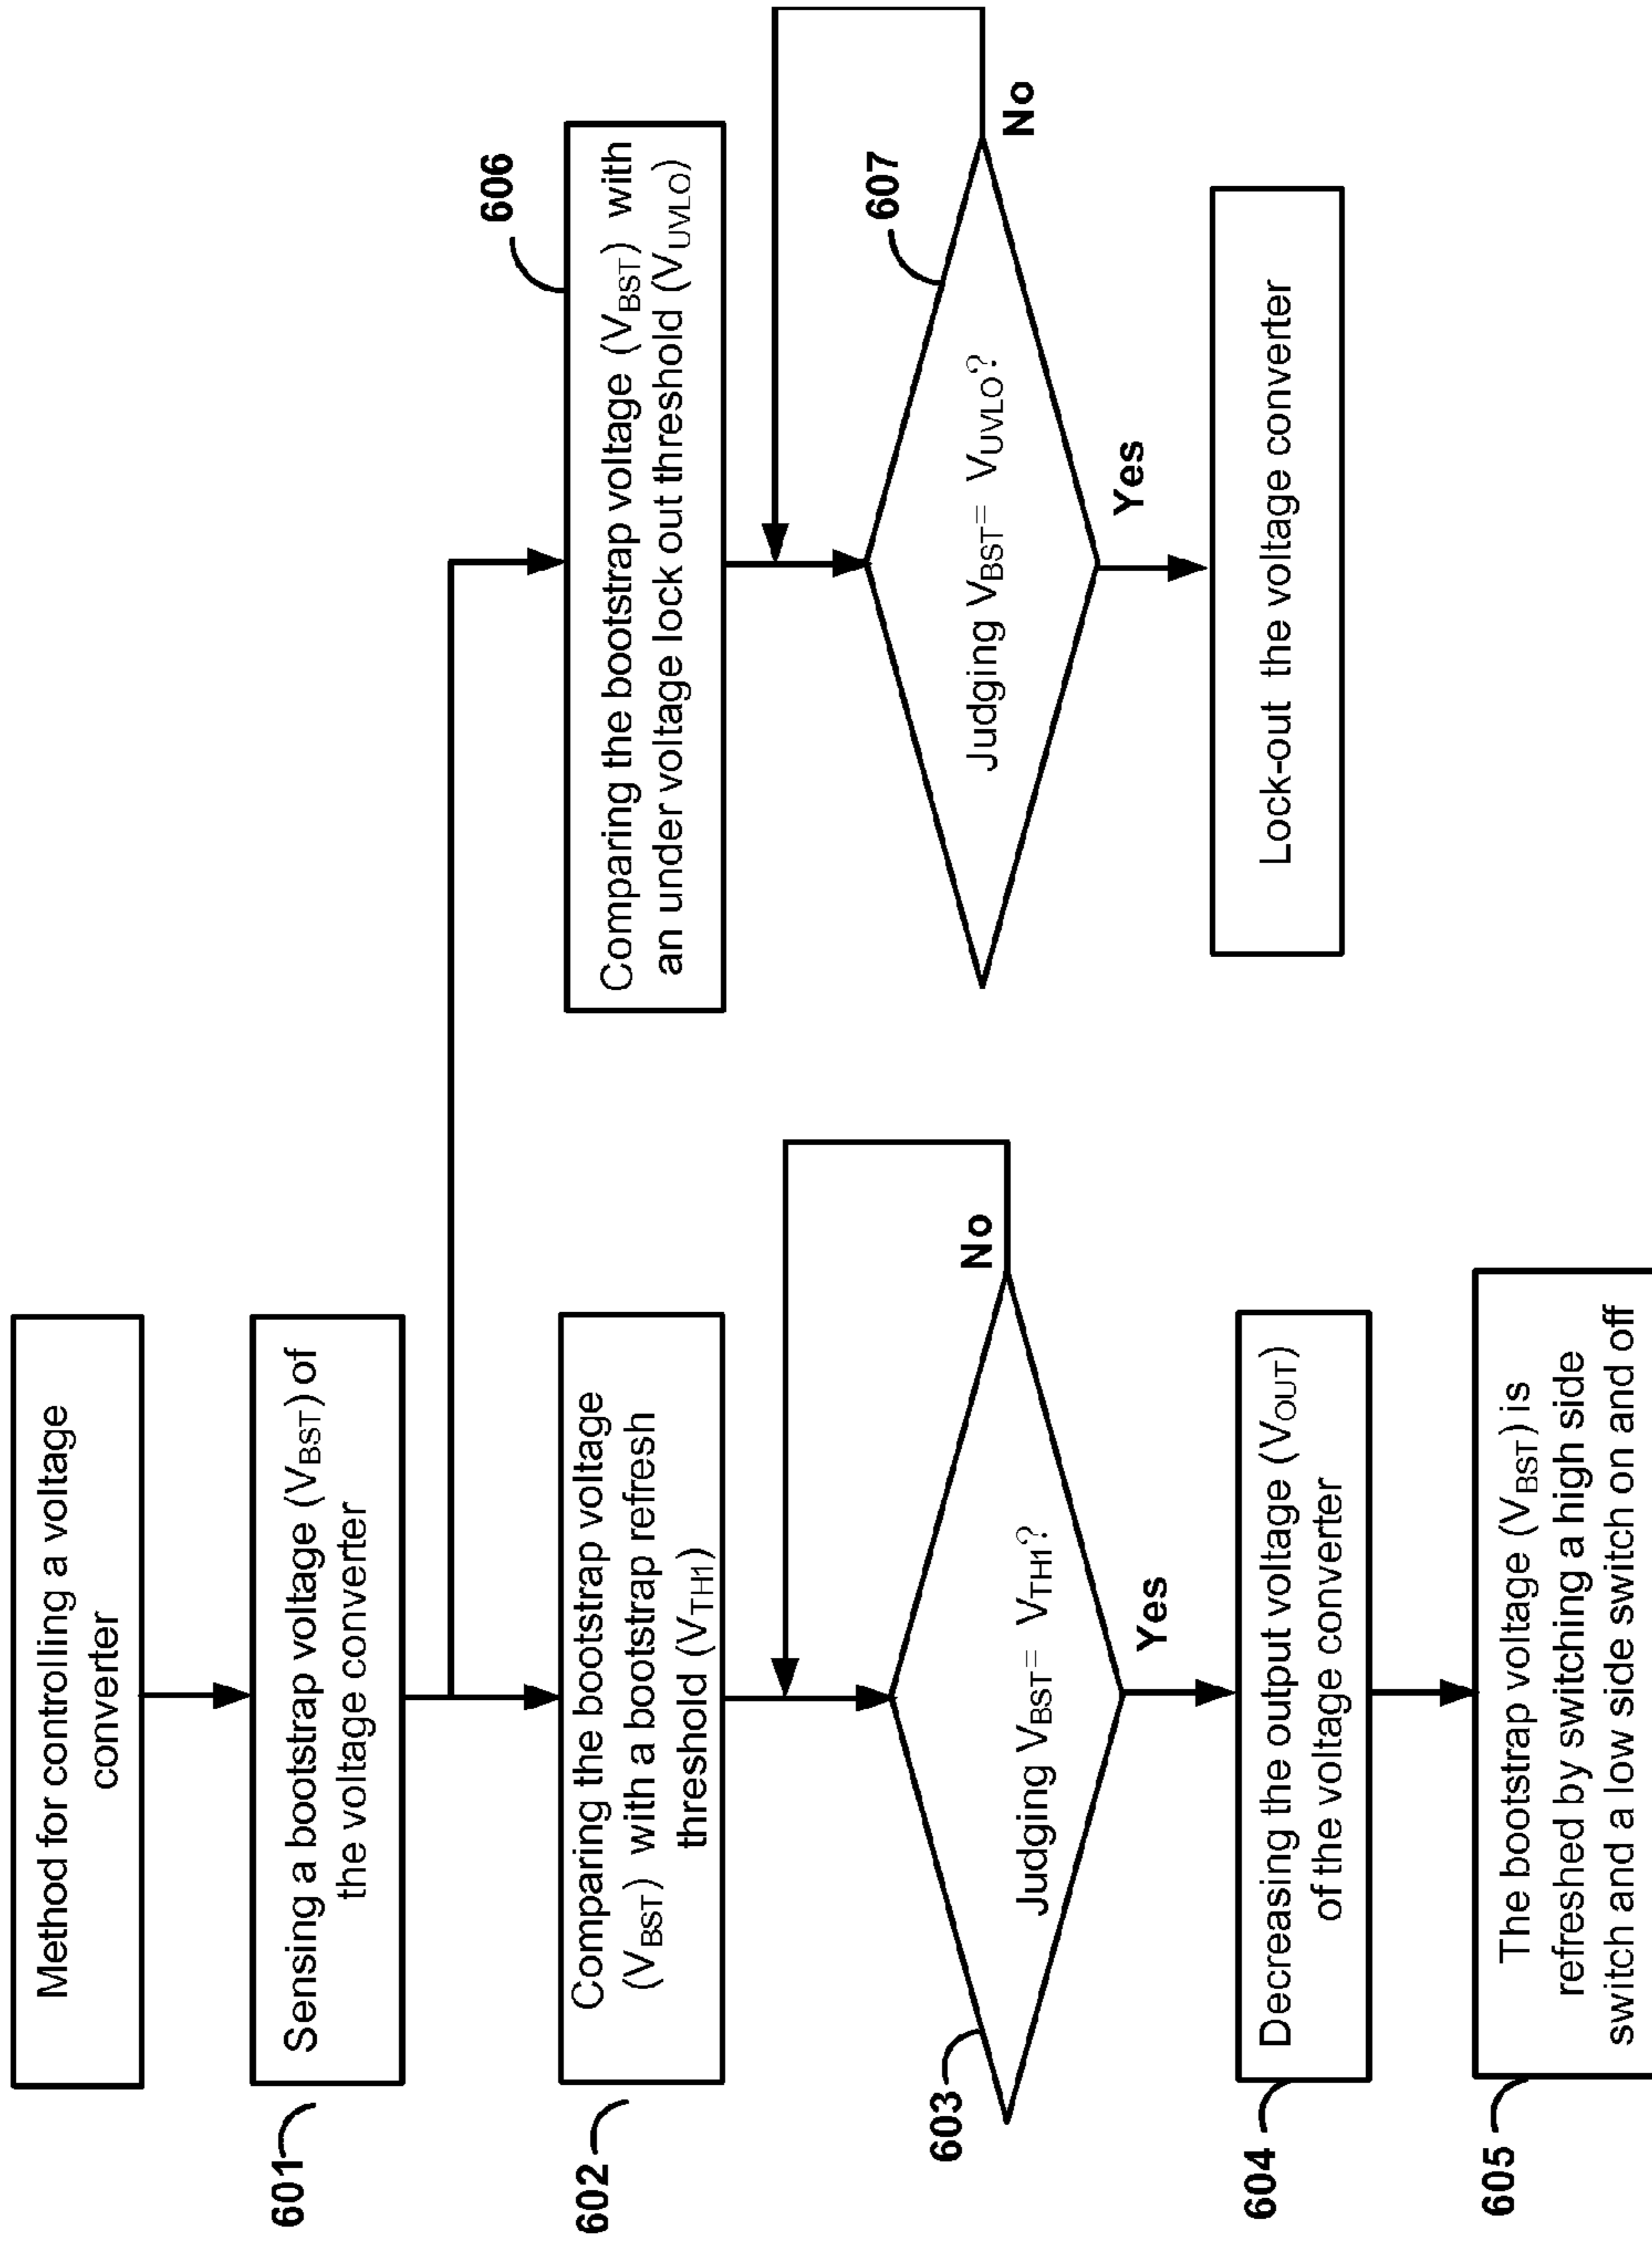 Method for controlling a voltage
converter
601
Sensing a bootstrap voltage (VBST) of
the voltage converter
602
Comparing the bootstrap voltage
(VBST) with a bootstrap refresh
threshold (VTH1)
603
Judging VBST= VTH1?
No
Yes
604
Decreasing the output voltage (VOUT)
of the voltage converter
605
The bootstrap voltage (VBST) is
refreshed by switching a high side
switch and a low side switch on and off
606
Comparing the bootstrap voltage (VBST) with
an under voltage lock out threshold (VUVLO)
607
Judging VBST= VUVLO?
No
Yes
Lock-out the voltage converter